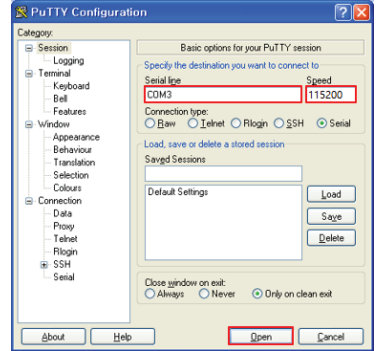 PuTTY Configuration
Category:
Session
Logging
Terminal
Keyboard
Bell
Features
Window
Appearance
Behaviour
Translation
Selection
Colours
Connection
Data
Proxy
Telnet
Rlogin
SSH
Serial
Basic options for your PuTTY session
Specify the destination you want to connect to
Serial line Speed
COM3 115200
Connection type:
Raw Telnet Rlogin SSH Serial
Load, save or delete a stored session
Saved Sessions
Default Settings
Load
Save
Delete
Close window on exit:
Always Never Only on clean exit
About Help Open Cancel